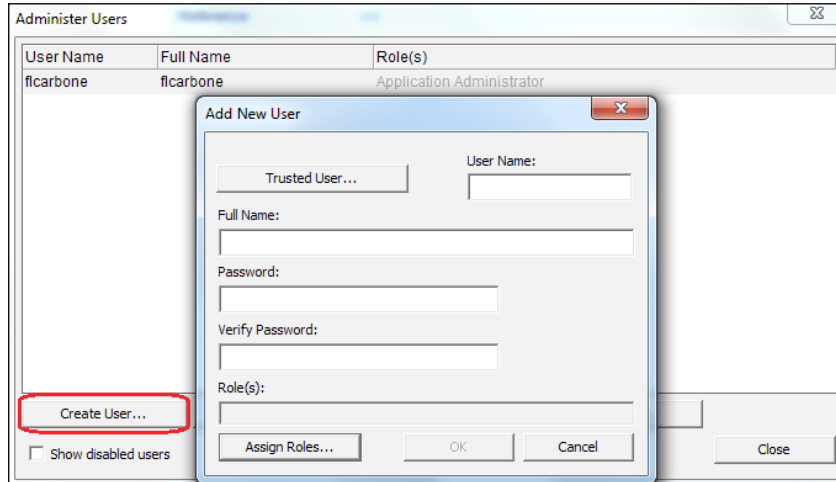 Administer Users
User Name Full Name Role(s)
flcarbone flcarbone Application Administrator
Add New User
Trusted User...
User Name:
Full Name:
Password:
Verify Password:
Role(s):
Assign Roles... OK Cancel
Create User...
Show disabled users
Close